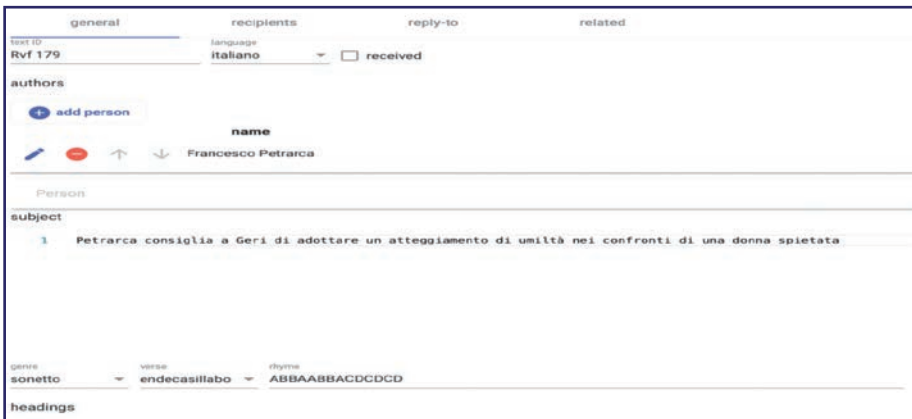 general recipients reply-to related
text ID language
Rvf 179 italiano received
authors
add person
name
Francesco Petrarca
Person
subject
1 Petrarca consiglia a Geri di adottare un atteggiamento di umiltà nei confronti di una donna spietata
genre verse rhyme
sonetto endecasillabo ABBAABBACDCDCD
headings